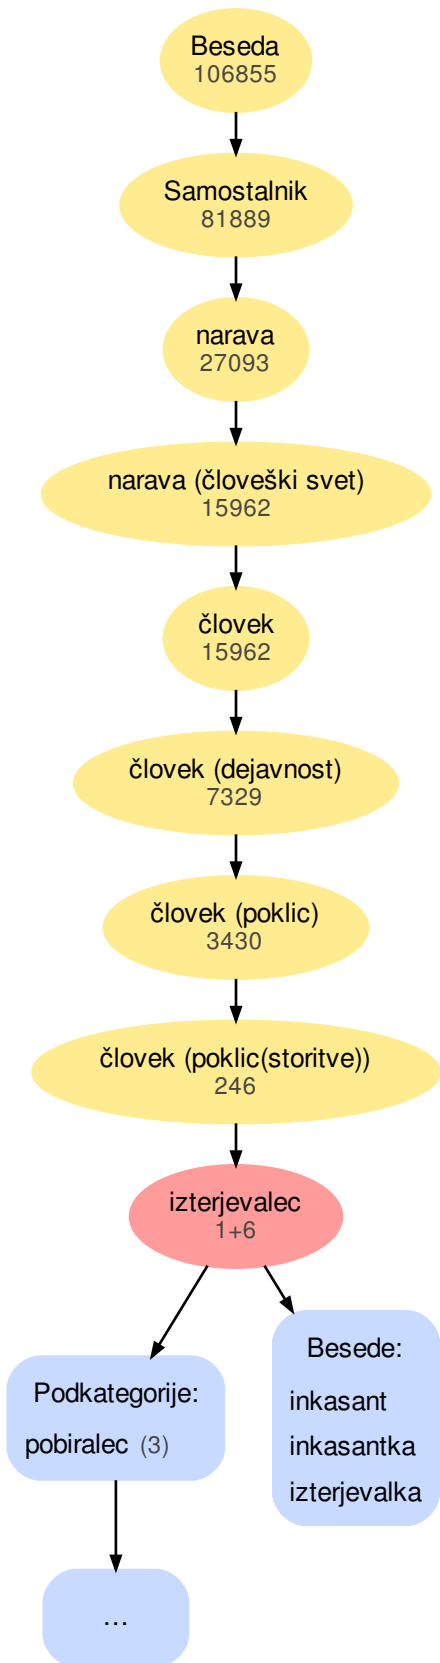 Beseda
106855
Samostalnik
81889
narava
27093
narava (človeški svet)
15962
človek
15962
človek (dejavnost)
7329
človek (poklic)
3430
človek (poklic(storitve))
246
izterjevalec
1+6
Podkategorije:
pobiralec (3)
...
Besede:
inkasant
inkasantka
izterjevalka